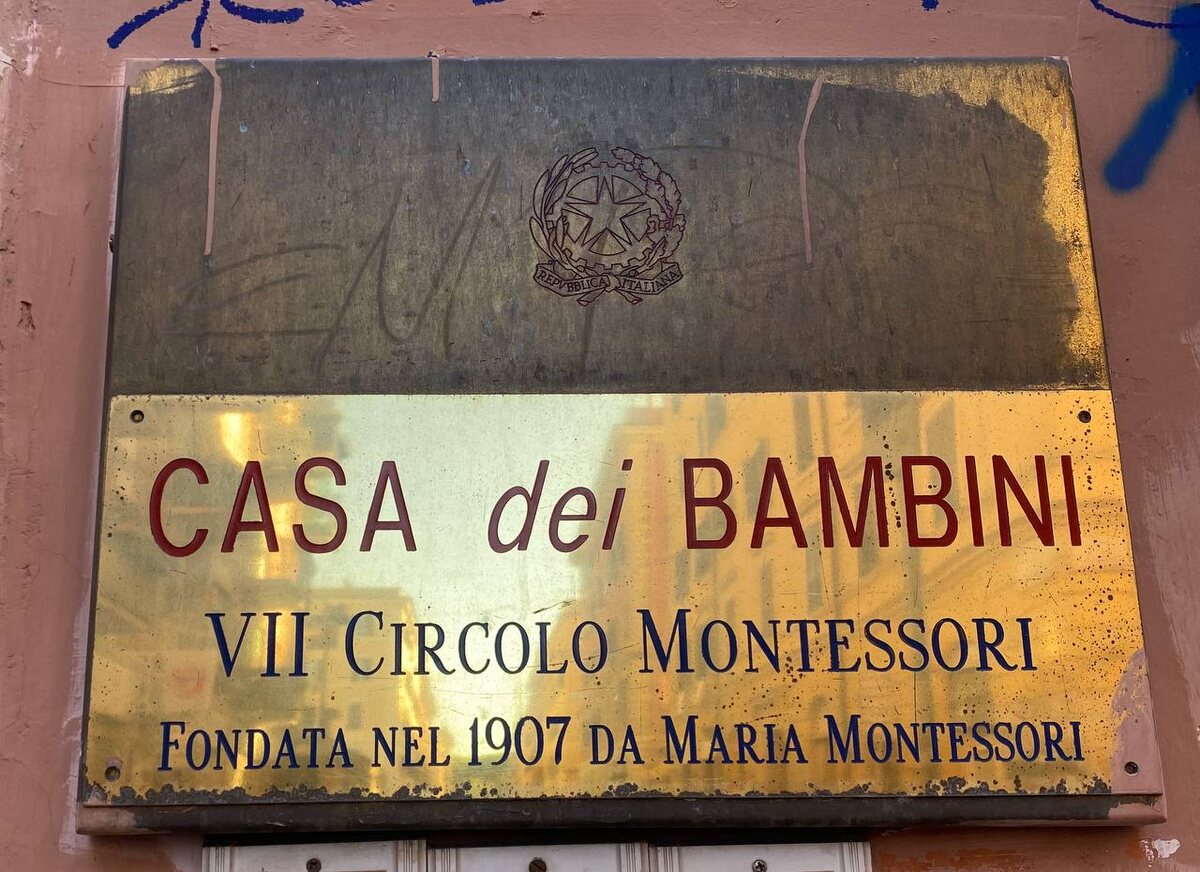 REPVBBLICA ITALIANA
CASA dei BAMBINI
VII CIRCOLO MONTESSORI
FONDATA NEL 1907 DA MARIA MONTESSORI